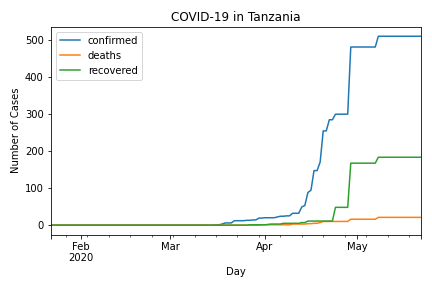 COVID-19 in Tanzania
confirmed
deaths
recovered
Number of Cases
500
400
300
200
100
0
Feb
2020
Mar
Apr
May
Day